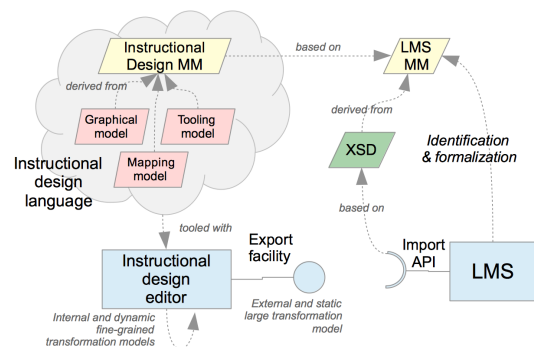 Instructional
Design MM
based on
LMS
MM
derived from
Graphical
model
Tooling
model
Mapping
model
Instructional
design
language
derived from
XSD
Identification
& formalization
tooled with
based on
Instructional
design
editor
Export
facility
External and static
large transformation
model
Import
API
LMS
Internal and dynamic
fine-grained
transformation models